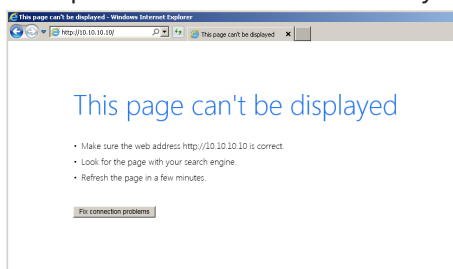 This page can't be displayed - Windows Internet Explorer
http://10.10.10.10/
This page can't be displayed
This page can't be displayed
• Make sure the web address http://10.10.10.10 is correct.
• Look for the page with your search engine.
• Refresh the page in a few minutes.
Fix connection problems